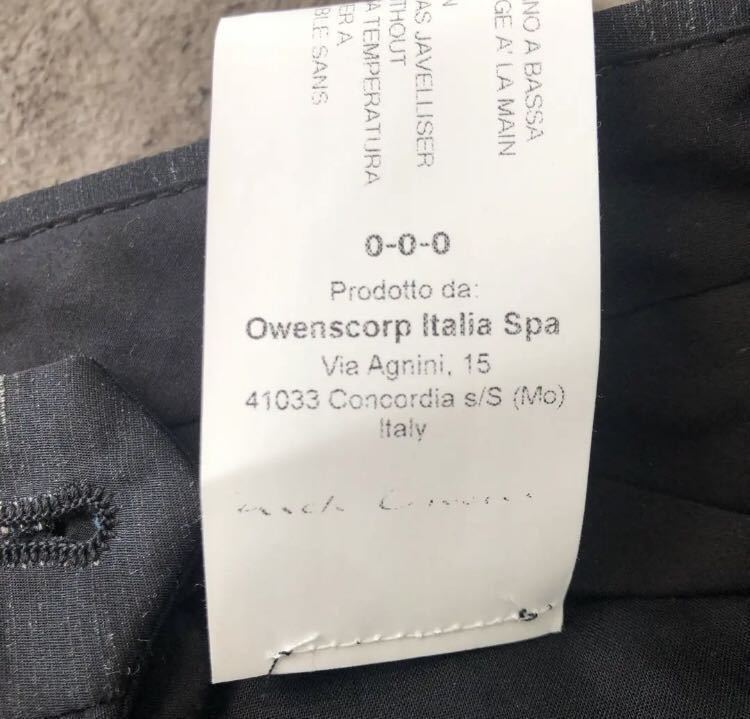 NO A BASSA
GE A' LA MAIN
N
AS JAVELLISER
THOUT
A TEMPERATURA
ER A
BLE SANS
0-0-0
Prodotto da:
Owenscorp Italia Spa
Via Agnini, 15
41033 Concordia s/S (Mo)
Italy